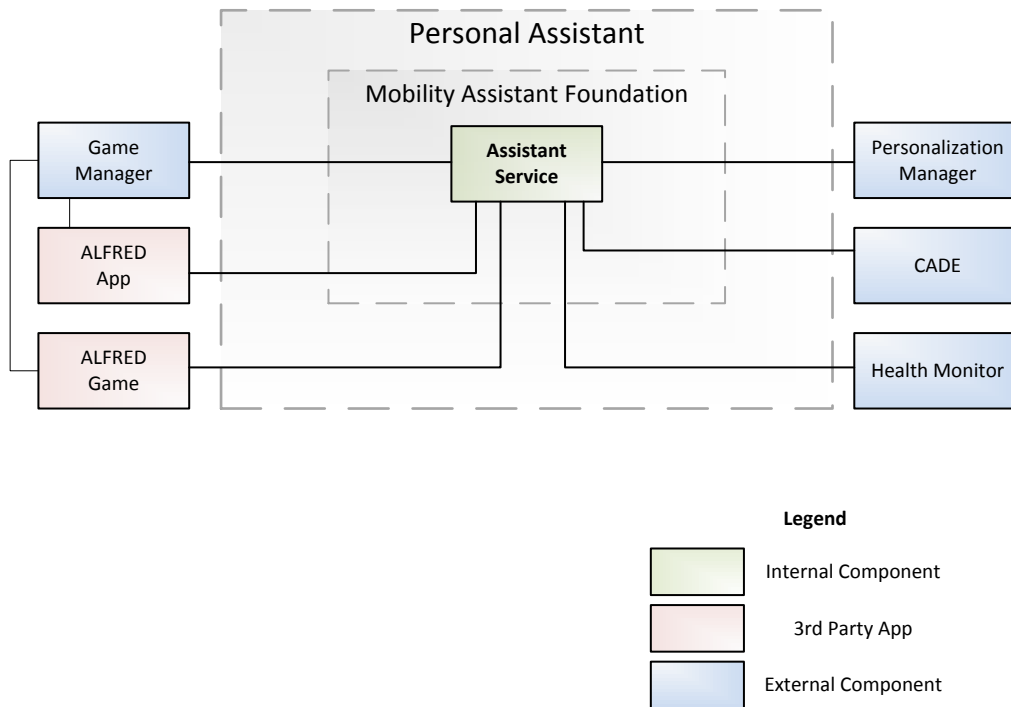 Personal Assistant
Mobility Assistant Foundation
Game
Manager
Assistant
Service
Personalization
Manager
ALFRED
App
CADE
ALFRED
Game
Health Monitor
Legend
Internal Component
3rd Party App
External Component